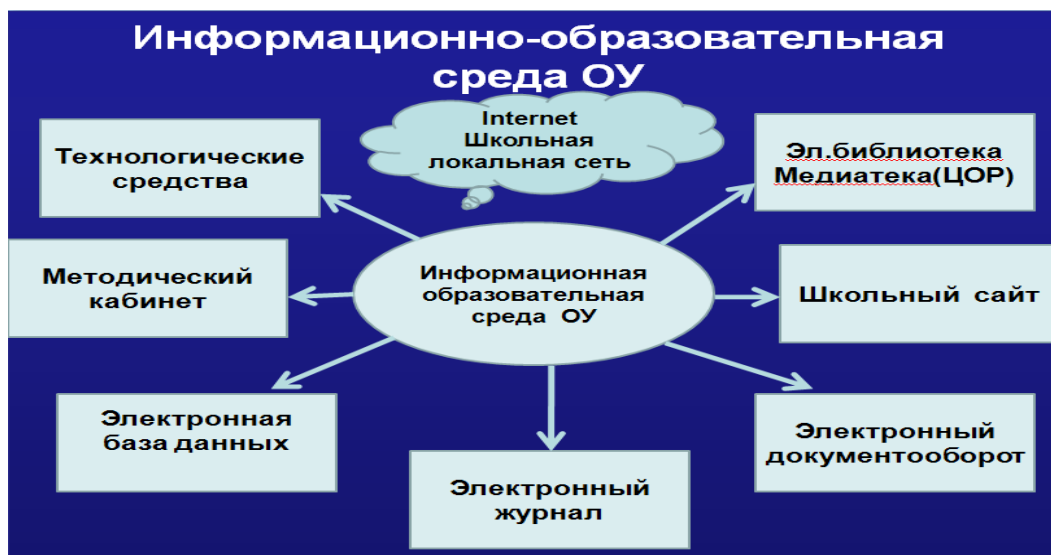 Информационно-образовательная
среда ОУ
Internet
Школьная
локальная сеть
Технологические
средства
Эл.библиотека
Медиатека(ЦОР)
Методический
кабинет
Информационная
образовательная
среда ОУ
Школьный сайт
Электронная
база данных
Электронный
журнал
Электронный
документооборот